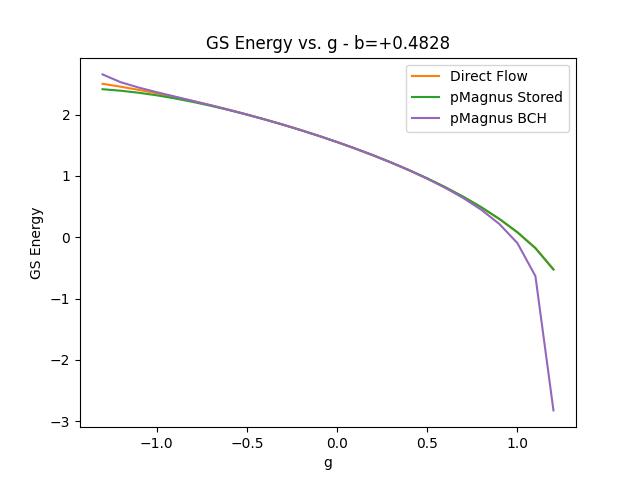 GS Energy vs. g - b=+0.4828
Direct Flow
pMagnus Stored
pMagnus BCH
GS Energy
2
1
0
−1
−2
−3
−1.0
−0.5
0.0
0.5
1.0
g